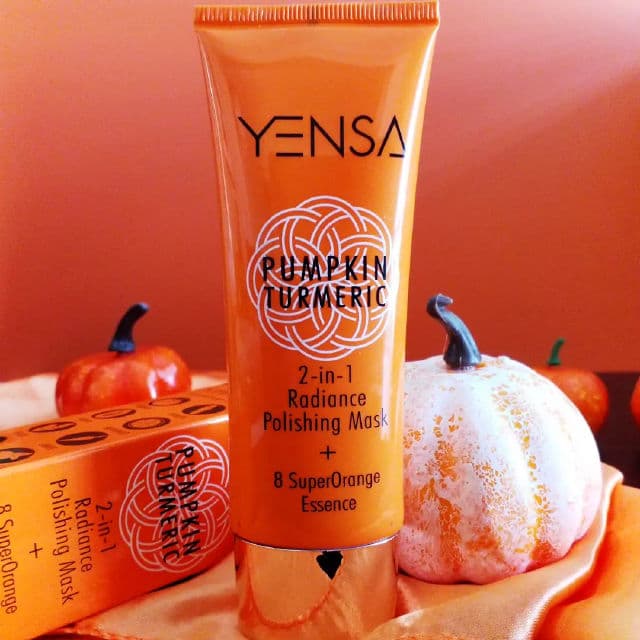 YENSA
PUMPKIN
TURMERIC
2-in-1
Radiance
Polishing Mask
+
8 SuperOrange
Essence
PUMPKIN
TURMERIC
2-in-1
Radiance
Polishing Mask
+
8 SuperOrange